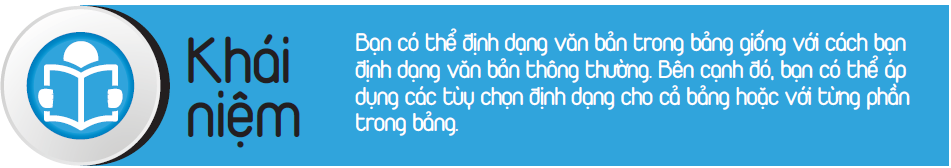 Khái
niệm
Bạn có thể định dạng văn bản trong bảng giống với cách bạn
định dạng văn bản thông thường. Bên cạnh đó, bạn có thể áp
dụng các tùy chọn định dạng cho cả bảng hoặc với từng phần
trong bảng.